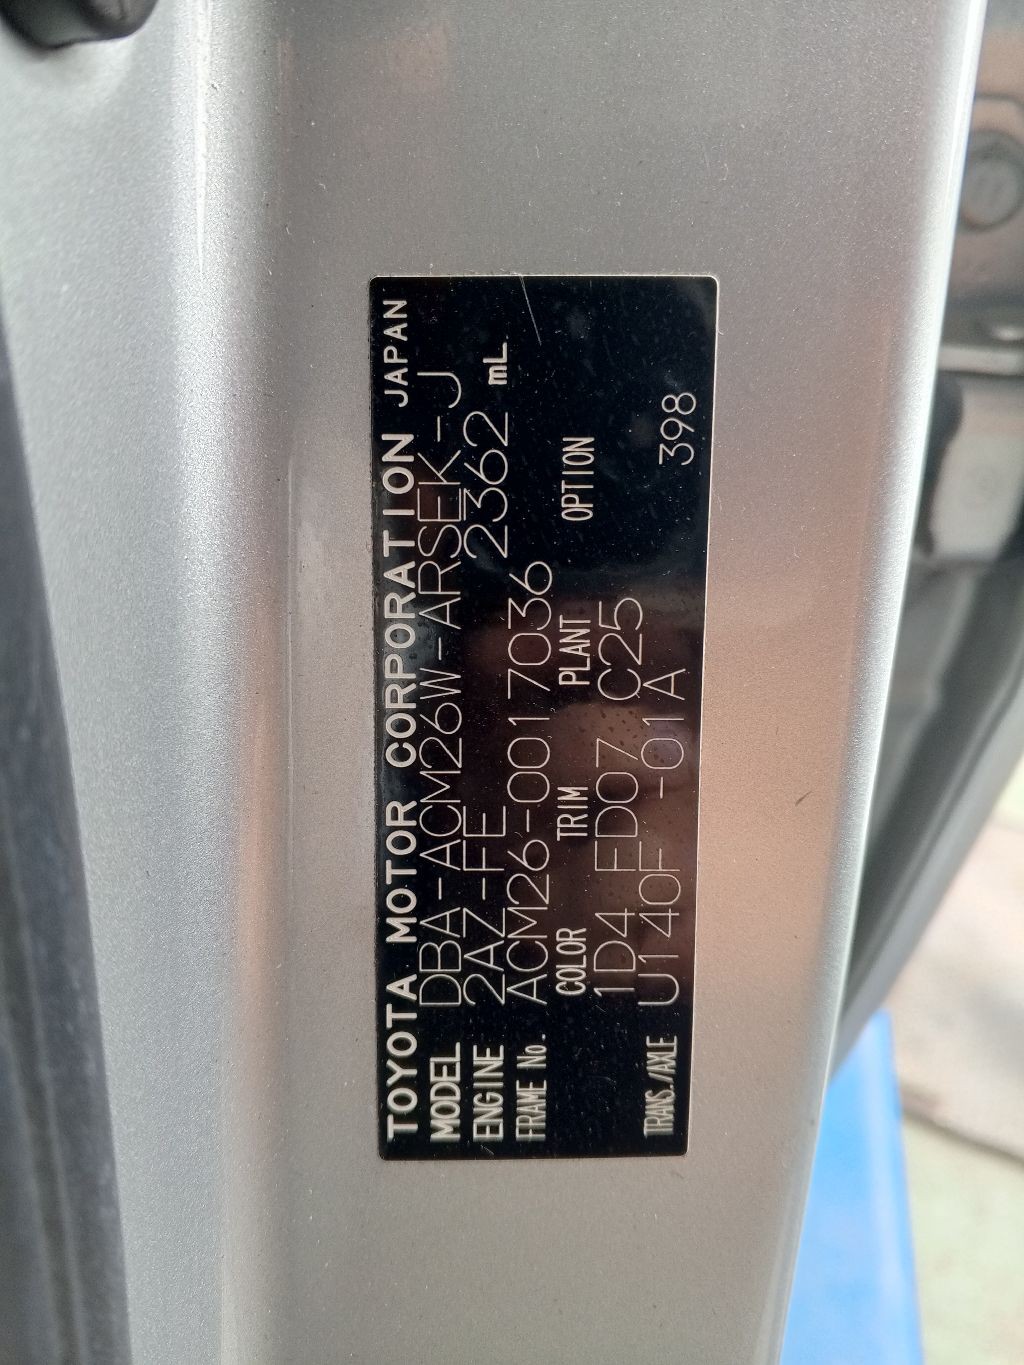 TOYOTA MOTOR CORPORATION JAPAN
MODEL DBA-ACM26W-ARSEK-J
ENGINE 2AZ-FE 2362 mL
FRAME No. ACM26-0017036
COLOR TRIM PLANT OPTION
1D4 FD07 C25
TRANS./AXLE U140F -01A 398